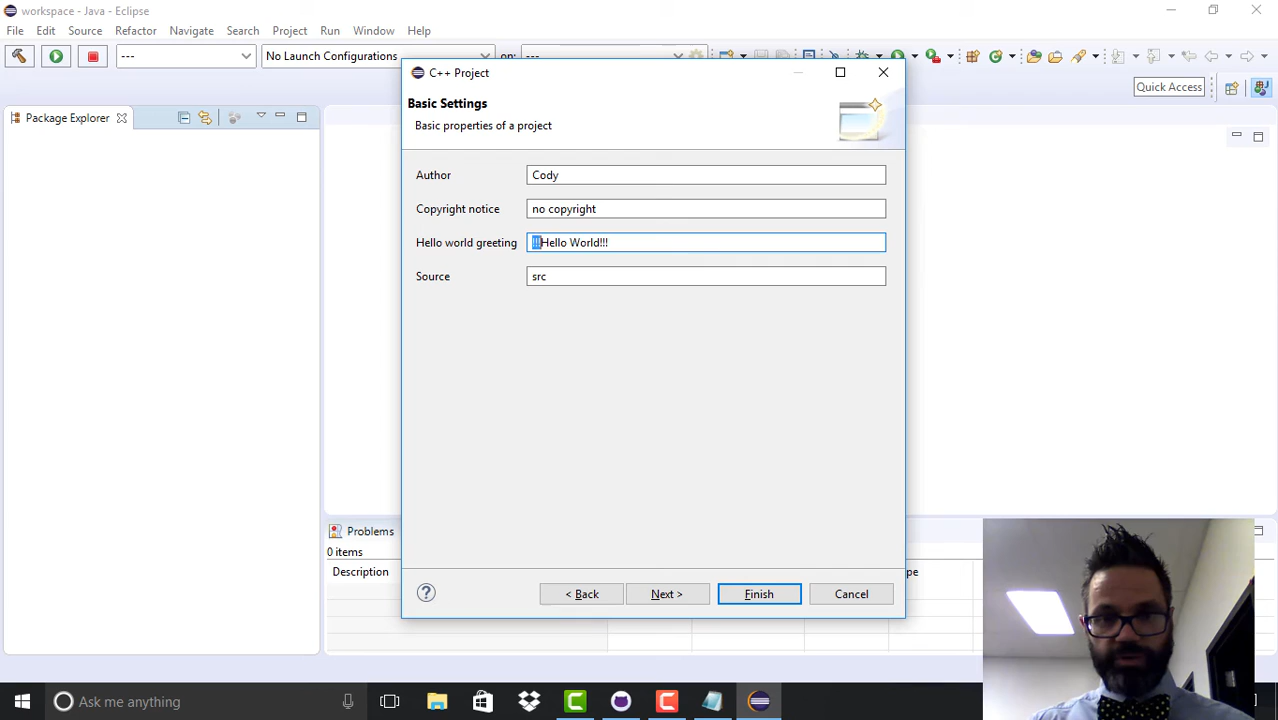 workspace - Java - Eclipse
File Edit Source Refactor Navigate Search Project Run Window Help
--- No Launch Configurations on: ---
Quick Access
Package Explorer
C++ Project
Basic Settings
Basic properties of a project
Author Cody
Copyright notice no copyright
Hello world greeting !!!Hello World!!!
Source src
Problems
0 items
Description
ype
? < Back Next > Finish Cancel
Ask me anything